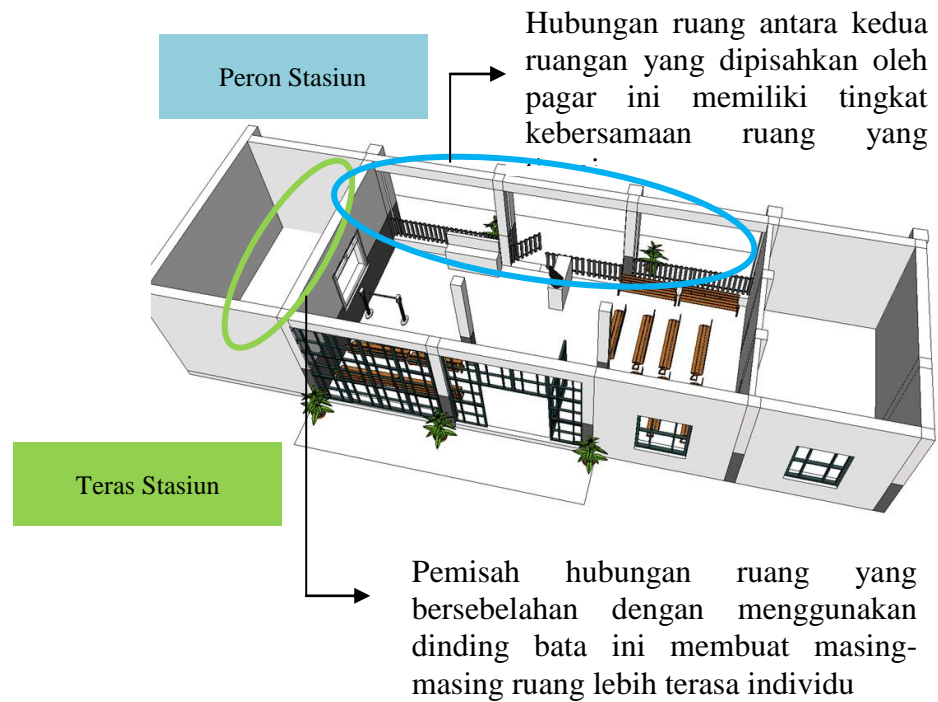 Hubungan ruang antara kedua
ruangan yang dipisahkan oleh
pagar ini memiliki tingkat
kebersamaan ruang yang
Peron Stasiun
Teras Stasiun
Pemisah hubungan ruang yang
bersebelahan dengan menggunakan
dinding bata ini membuat masing-
masing ruang lebih terasa individu